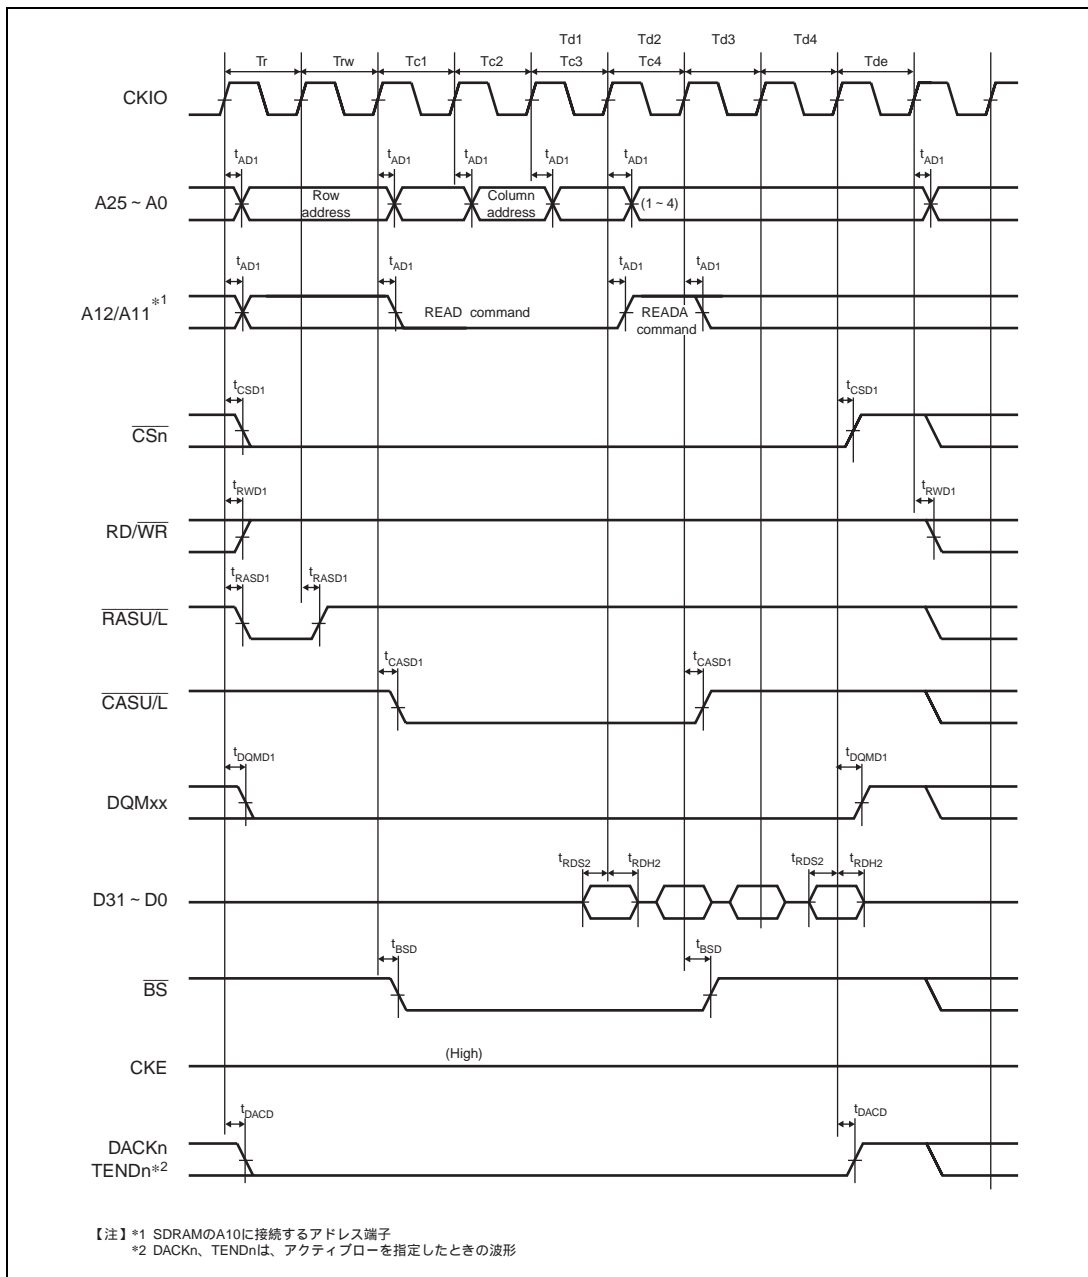 Td1 Td2 Td3 Td4
Tr Trw Tc1 Tc2 Tc3 Tc4 Tde
CKIO
tAD1 tAD1 tAD1 tAD1 tAD1 tAD1
A25 ~ A0 Row address Column address (1 ~ 4)
tAD1 tAD1 tAD1 tAD1
A12/A11*1 READ command READA command
tCSD1 tCSD1
CSn
tRWD1 tRWD1
RD/WR
tRASD1 tRASD1
RASU/L
tCASD1 tCASD1
CASU/L
tDQMD1 tDQMD1
DQMxx
tRDS2 tRDH2 tRDS2 tRDH2
D31 ~ D0
tBSD tBSD
BS
(High)
CKE
tDACD tDACD
DACKn
TENDn*2
【注】*1 SDRAMのA10に接続するアドレス端子
*2 DACKn、TENDnは、アクティブローを指定したときの波形